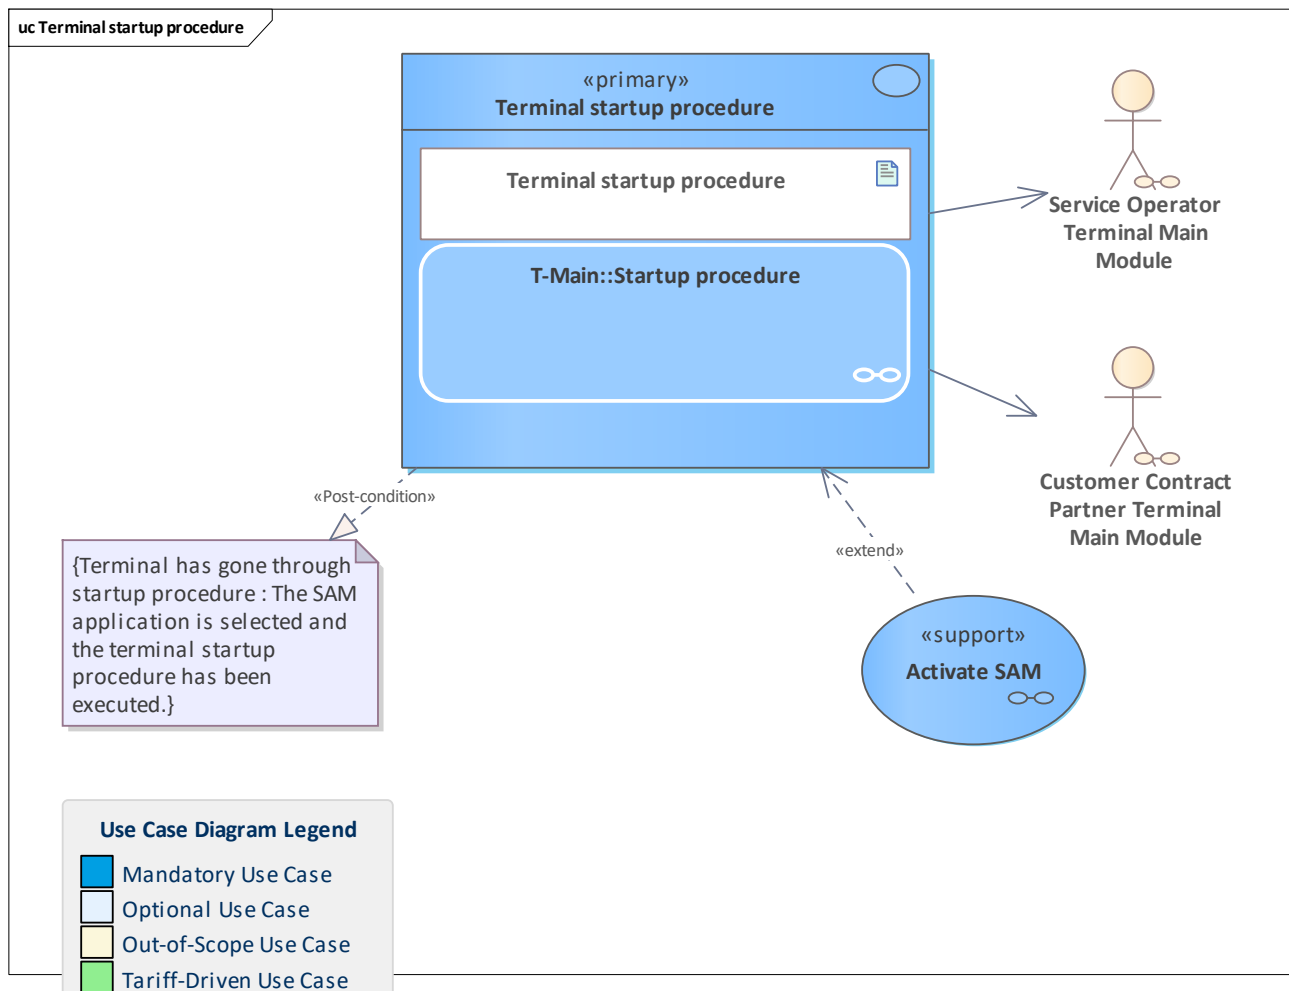 uc Terminal startup procedure
«primary»
Terminal startup procedure
Terminal startup procedure
T-Main::Startup procedure
Service Operator
Terminal Main
Module
Customer Contract
Partner Terminal
Main Module
«Post-condition»
{Terminal has gone through
startup procedure : The SAM
application is selected and
the terminal startup
procedure has been
executed.}
«extend»
«support»
Activate SAM
Use Case Diagram Legend
Mandatory Use Case
Optional Use Case
Out-of-Scope Use Case
Tariff-Driven Use Case